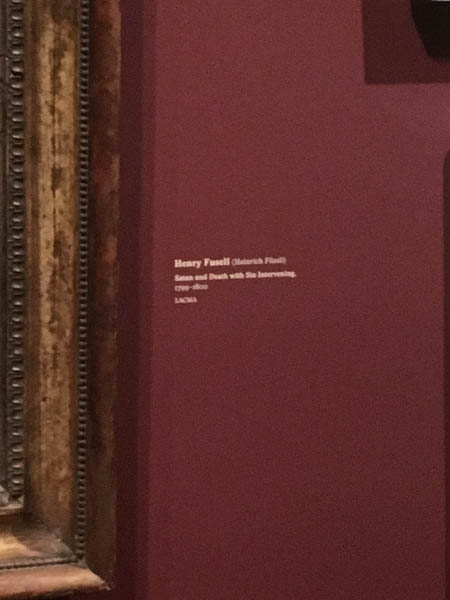 Henry Fuseli (Heinrich Füssli)
Satan and Death with Sin Intervening,
1799–1800
LACMA